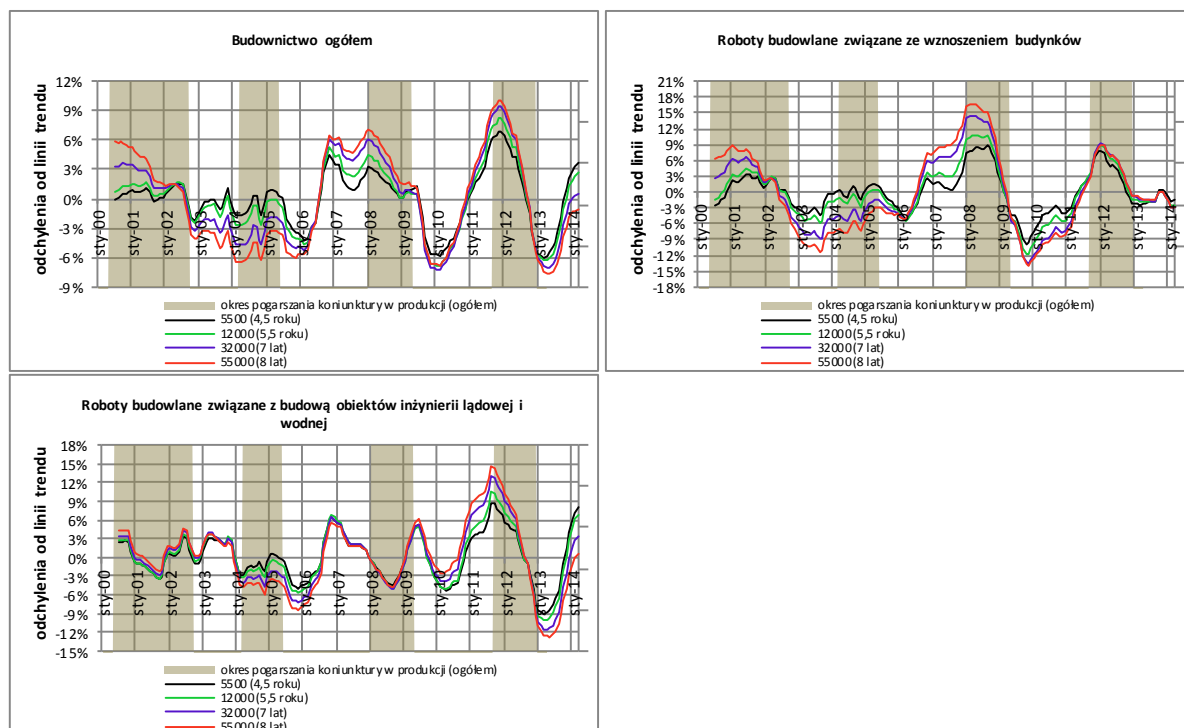 Budownictwo ogółem
odchylenia od linii trendu
12%
9%
6%
3%
0%
-3%
-6%
-9%
sty-00
sty-01
sty-02
sty-03
sty-04
sty-05
sty-06
sty-07
sty-08
sty-09
sty-10
sty-11
sty-12
sty-13
sty-14
okres pogarszania koniunktury w produkcji (ogółem)
5500 (4,5 roku)
12000 (5,5 roku)
32000 (7 lat)
55000 (8 lat)
Roboty budowlane związane ze wznoszeniem budynków
odchylenia od linii trendu
21%
18%
15%
12%
9%
6%
3%
0%
-3%
-6%
-9%
-12%
-15%
-18%
sty-00
sty-01
sty-02
sty-03
sty-04
sty-05
sty-06
sty-07
sty-08
sty-09
sty-10
sty-11
sty-12
sty-13
sty-14
okres pogarszania koniunktury w produkcji (ogółem)
5500 (4,5 roku)
12000 (5,5 roku)
32000 (7 lat)
55000 (8 lat)
Roboty budowlane związane z budową obiektów inżynierii lądowej i
wodnej
odchylenia od linii trendu
18%
15%
12%
9%
6%
3%
0%
-3%
-6%
-9%
-12%
-15%
sty-00
sty-01
sty-02
sty-03
sty-04
sty-05
sty-06
sty-07
sty-08
sty-09
sty-10
sty-11
sty-12
sty-13
sty-14
okres pogarszania koniunktury w produkcji (ogółem)
5500 (4,5 roku)
12000 (5,5 roku)
32000 (7 lat)
55000 (8 lat)